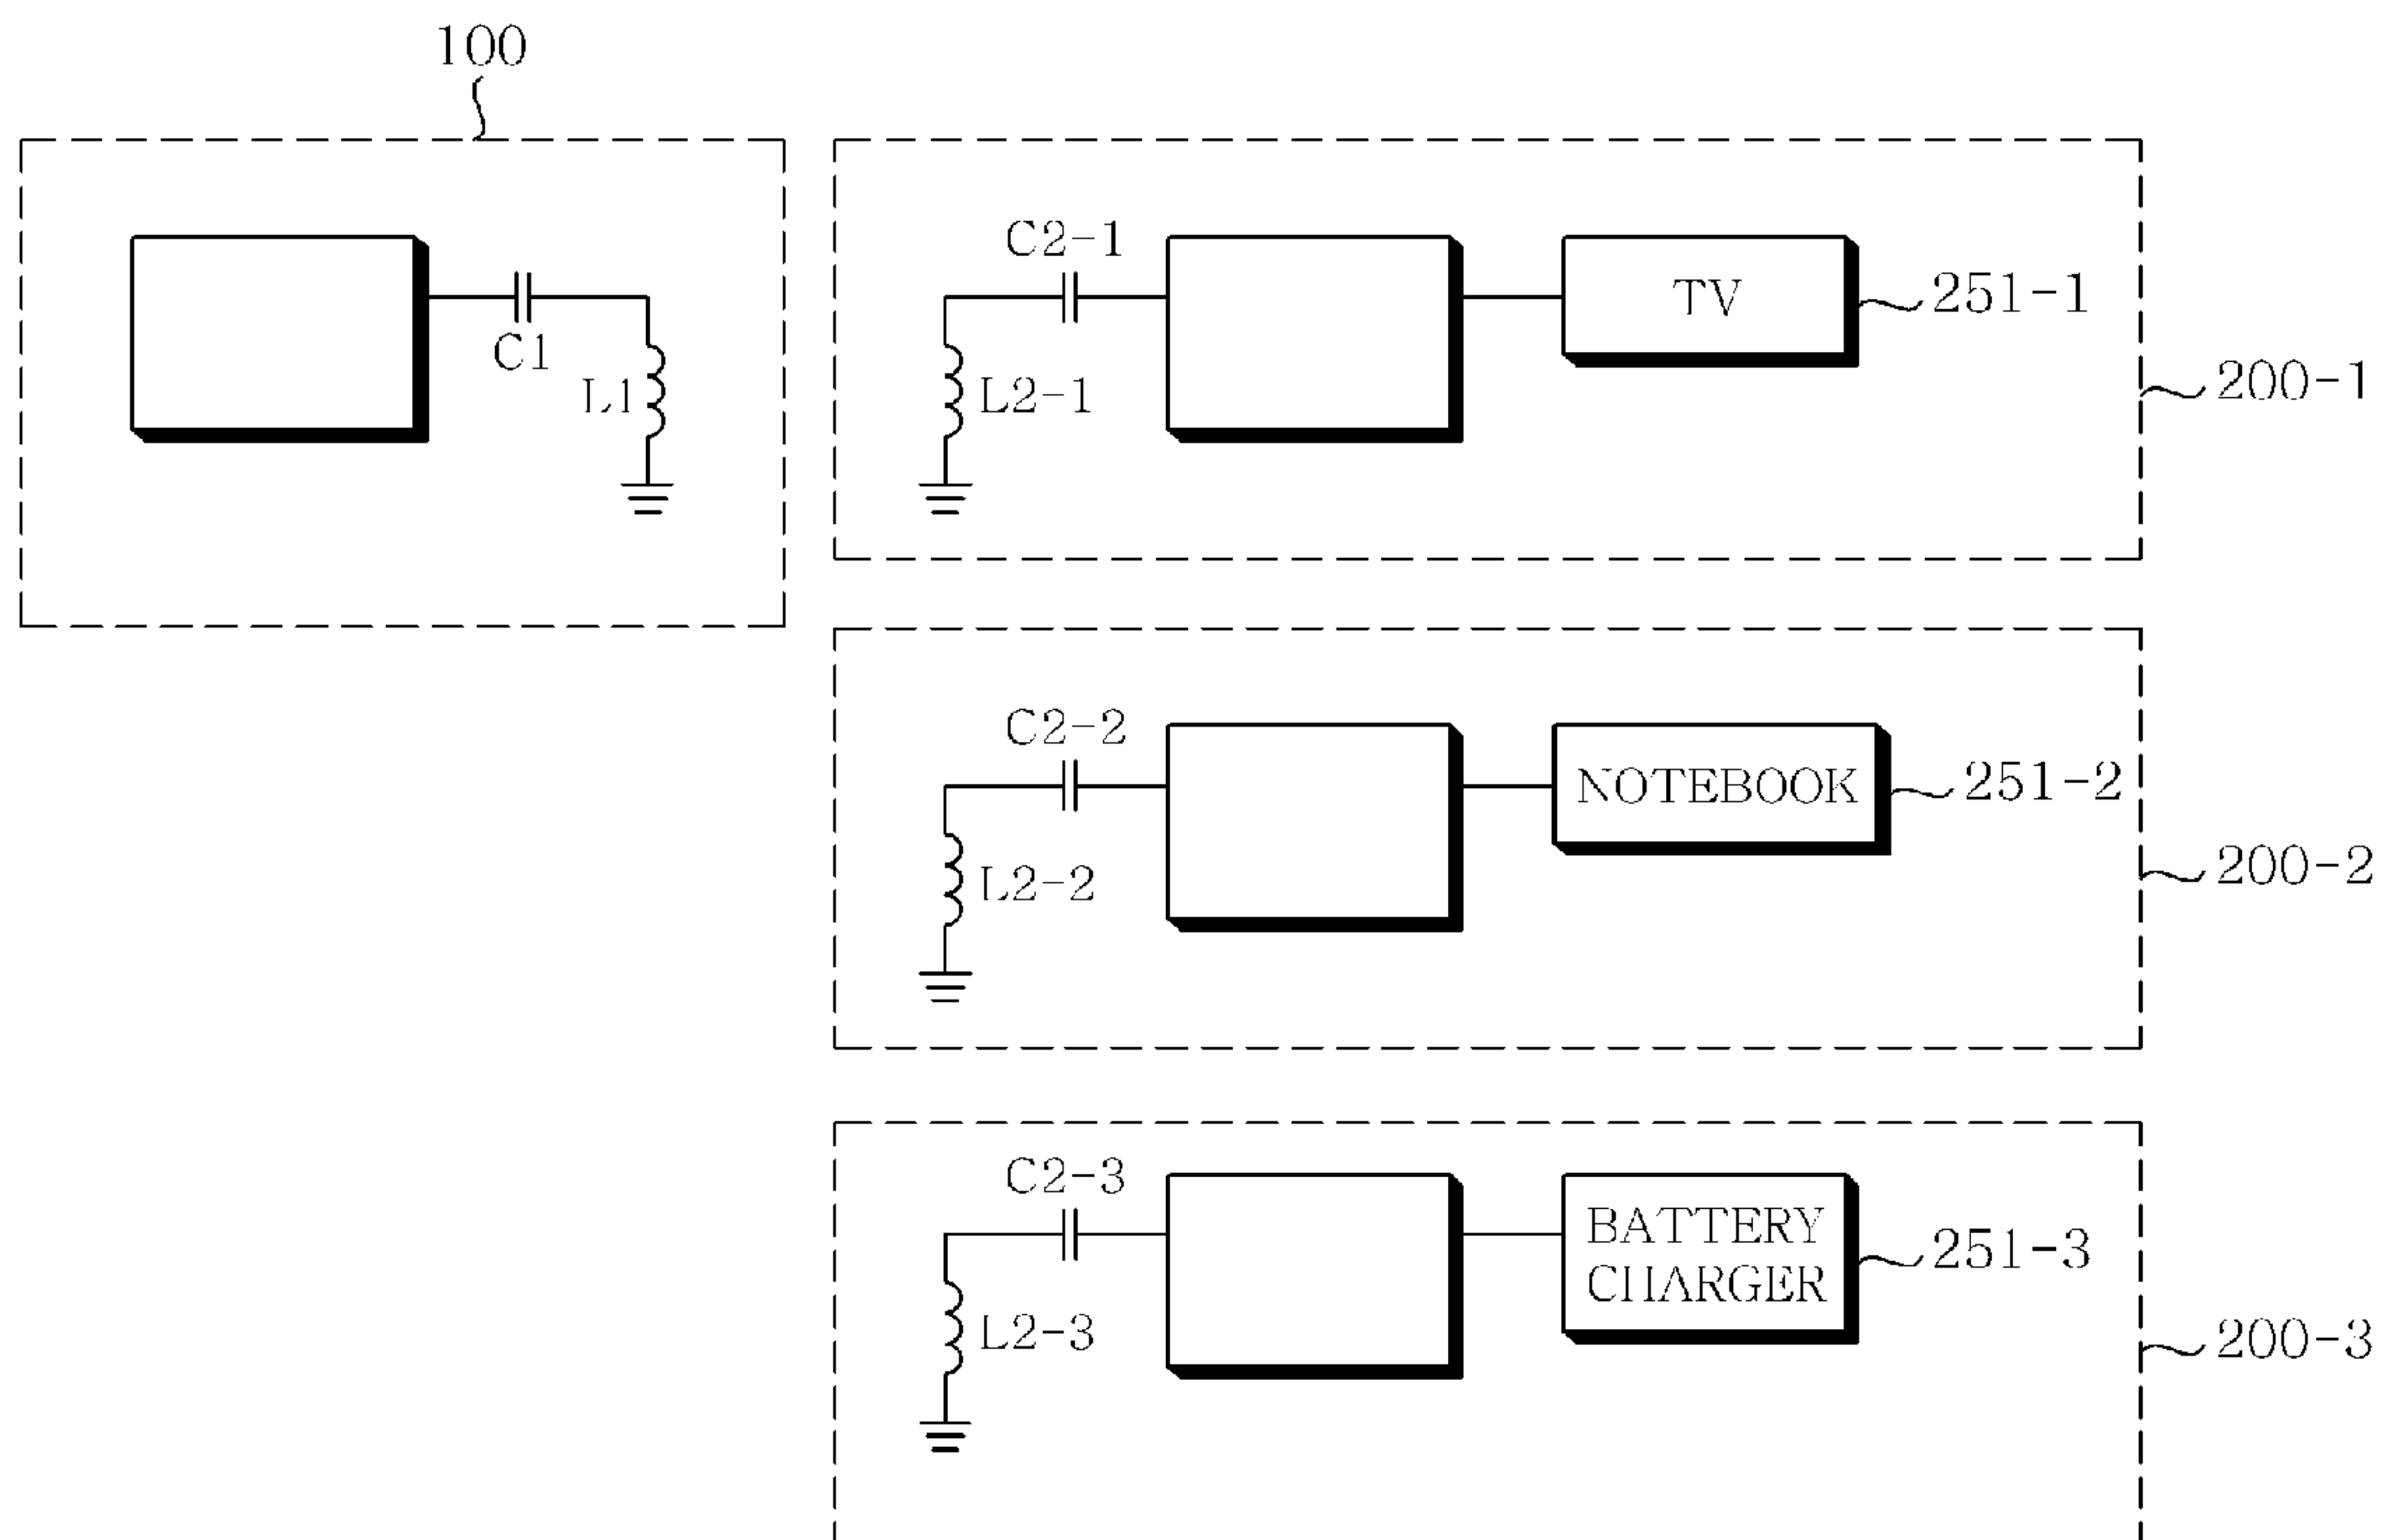 100
C1
L1
C2-1
L2-1
TV
251-1
200-1
C2-2
L2-2
NOTEBOOK
251-2
200-2
C2-3
L2-3
BATTERY
CHARGER
251-3
200-3